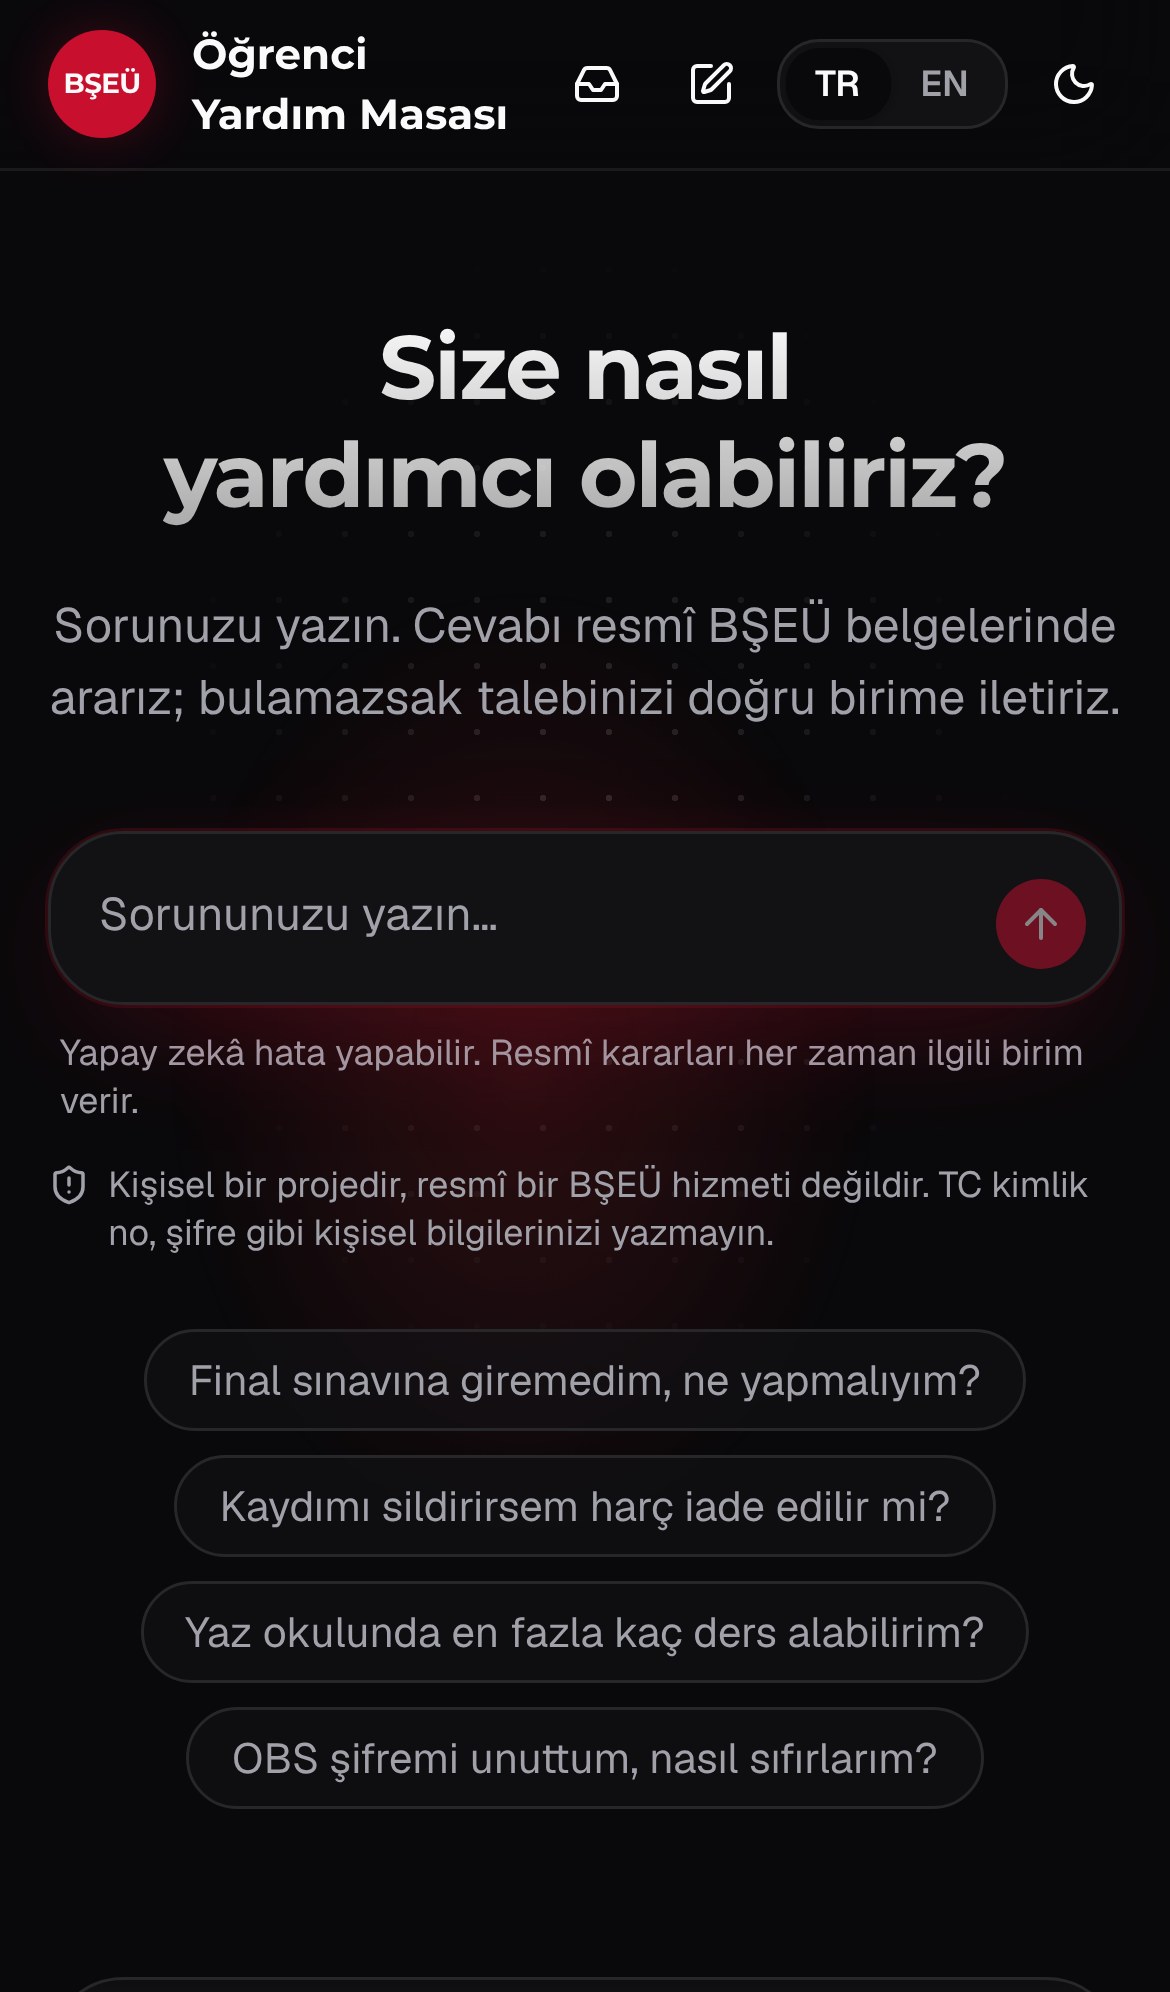 BŞEÜ
Öğrenci
Yardım Masası
TR
EN
Size nasıl
yardımcı olabiliriz?
Sorunuzu yazın. Cevabı resmî BŞEÜ belgelerinde
ararız; bulamazsak talebinizi doğru birime iletiriz.
Sorununuzu yazın...
Yapay zekâ hata yapabilir. Resmî kararları her zaman ilgili birim
verir.
Kişisel bir projedir, resmî bir BŞEÜ hizmeti değildir. TC kimlik
no, şifre gibi kişisel bilgilerinizi yazmayın.
Final sınavına giremedim, ne yapmalıyım?
Kaydımı sildirirsem harç iade edilir mi?
Yaz okulunda en fazla kaç ders alabilirim?
OBS şifremi unuttum, nasıl sıfırlarım?